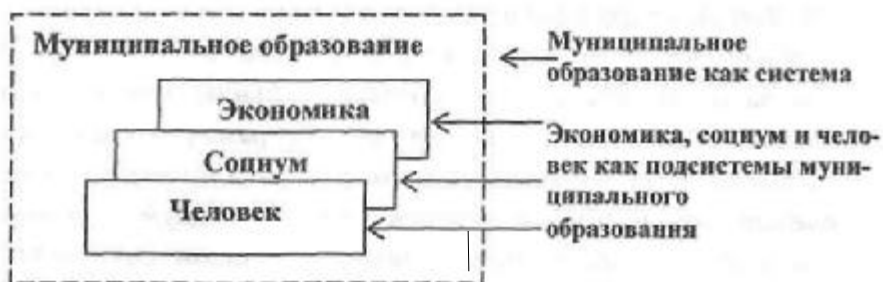 Муниципальное образование
Экономика
Социум
Человек
Муниципальное
образование как система
Экономика, социум и чело-
век как подсистемы муни-
ципального
образования